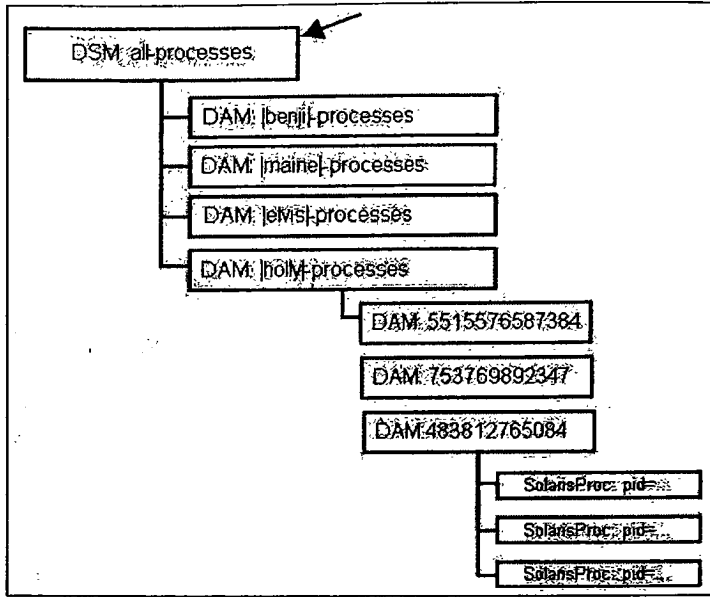 DSM: all-processes
DAM: |benji|-processes
DAM: |maine|-processes
DAM: |elvis|-processes
DAM: |holly|-processes
DAM: 5515576587384
DAM: 753769892347
DAM:483812765084
SolarisProc: pid=...
SolarisProc: pid=...
SolarisProc: pid=...